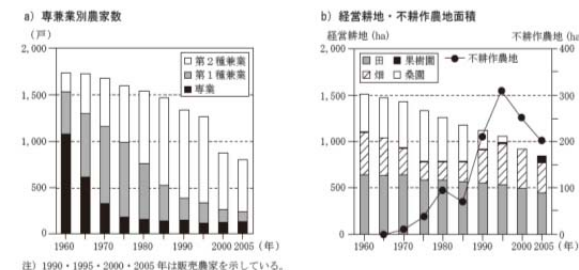 a）専兼業別農家数
（戸）
2,000
1,500
1,000
500
0
第２種兼業
第１種兼業
専業
1960 1970 1980 1990 2000 2005（年）
注）1990・1995・2000・2005 年は販売農家を示している。
b）経営耕地・不耕作農地面積
経営耕地（ha） 不耕作農地（ha
2,000
1,500
1,000
500
0
田 果樹園 不耕作農地
畑 桑園
400
300
200
100
0
1960 1970 1980 1990 2000 2005（年）